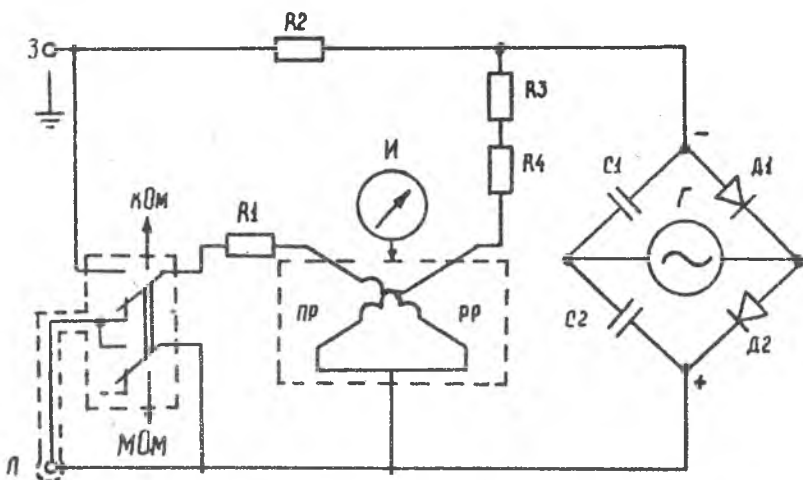 R2
З
R3
И
R4
C1
Д1
Г
кОм
R1
ПР
РР
C2
Д2
МОм
Л